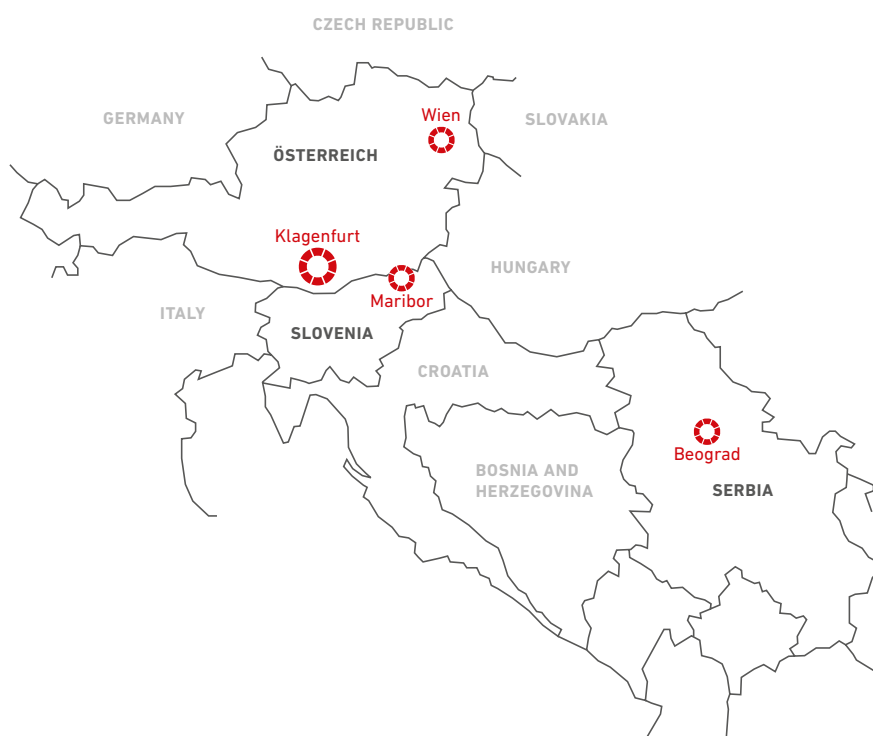 CZECH REPUBLIC
GERMANY
Wien
SLOVAKIA
ÖSTERREICH
Klagenfurt
HUNGARY
Maribor
ITALY
SLOVENIA
CROATIA
Beograd
BOSNIA AND
HERZEGOVINA
SERBIA